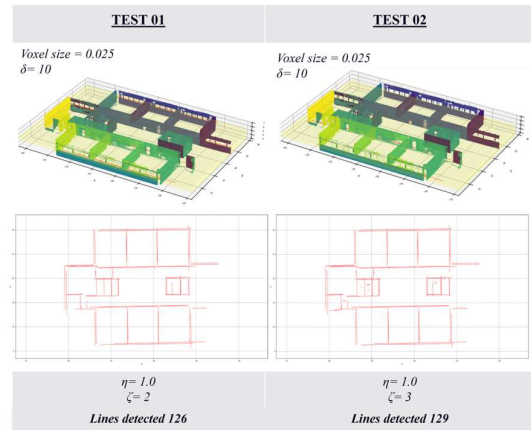 TEST 01
TEST 02
Voxel size = 0.025
δ= 10
Voxel size = 0.025
δ= 10
η= 1.0
ζ= 2
η= 1.0
ζ= 3
Lines detected 126
Lines detected 129